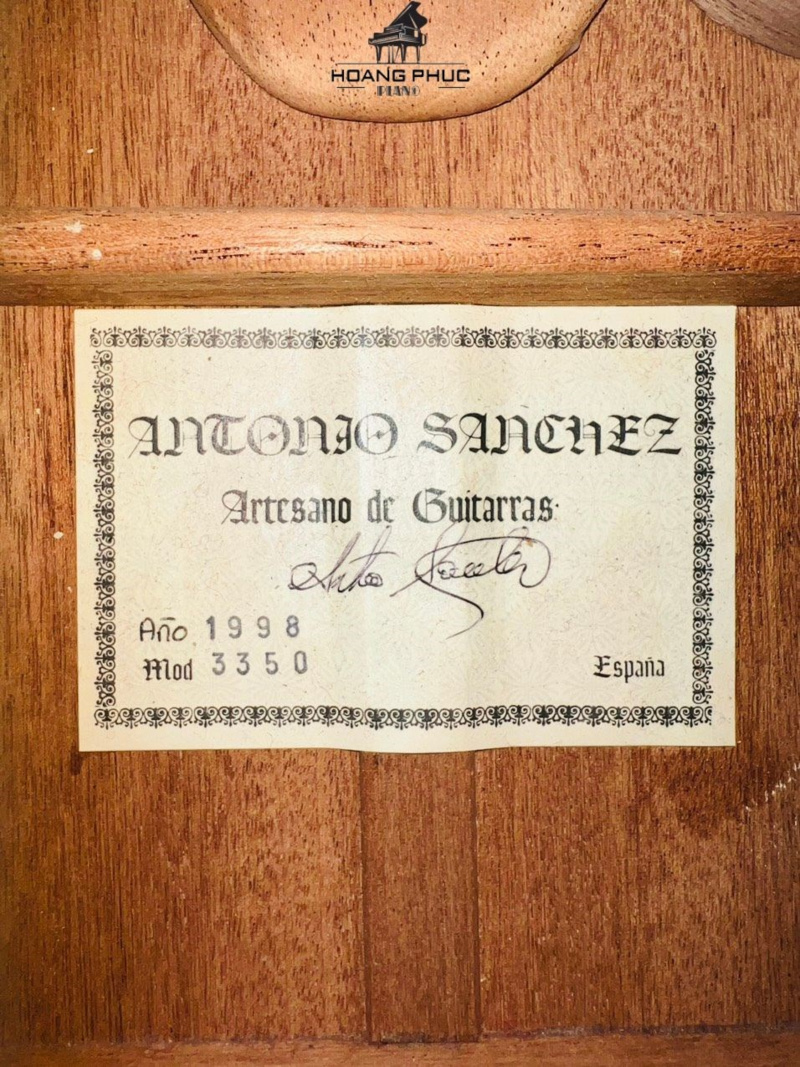 HOANG PHUC
PIANO
ANTONIO SANCHEZ
Artesano de Guitarras
Año 1998
Mod 3350
España